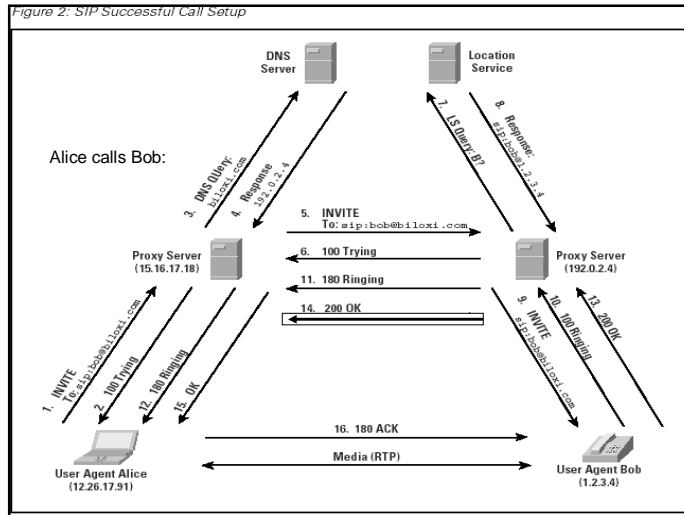 Figure 2: SIP Successful Call Setup
DNS
Server
Location
Service
Alice calls Bob:
3. DNS QUery:
biloxi.com
4. Response
192.0.2.4
7. LS Query: B?
8. Response:
sip:bob@1.2.3.4
5. INVITE
To: sip:bob@biloxi.com
6. 100 Trying
Proxy Server
(15.16.17.18)
Proxy Server
(192.0.2.4)
11. 180 Ringing
14. 200 OK
1. INVITE
To: sip:bob@biloxi.com
2. 100 Trying
12. 180 Ringing
15. OK
9. INVITE
sip:bob@biloxi.com
10. 100 Ringing
13. 200 OK
16. 180 ACK
Media (RTP)
User Agent Alice
(12.26.17.91)
User Agent Bob
(1.2.3.4)